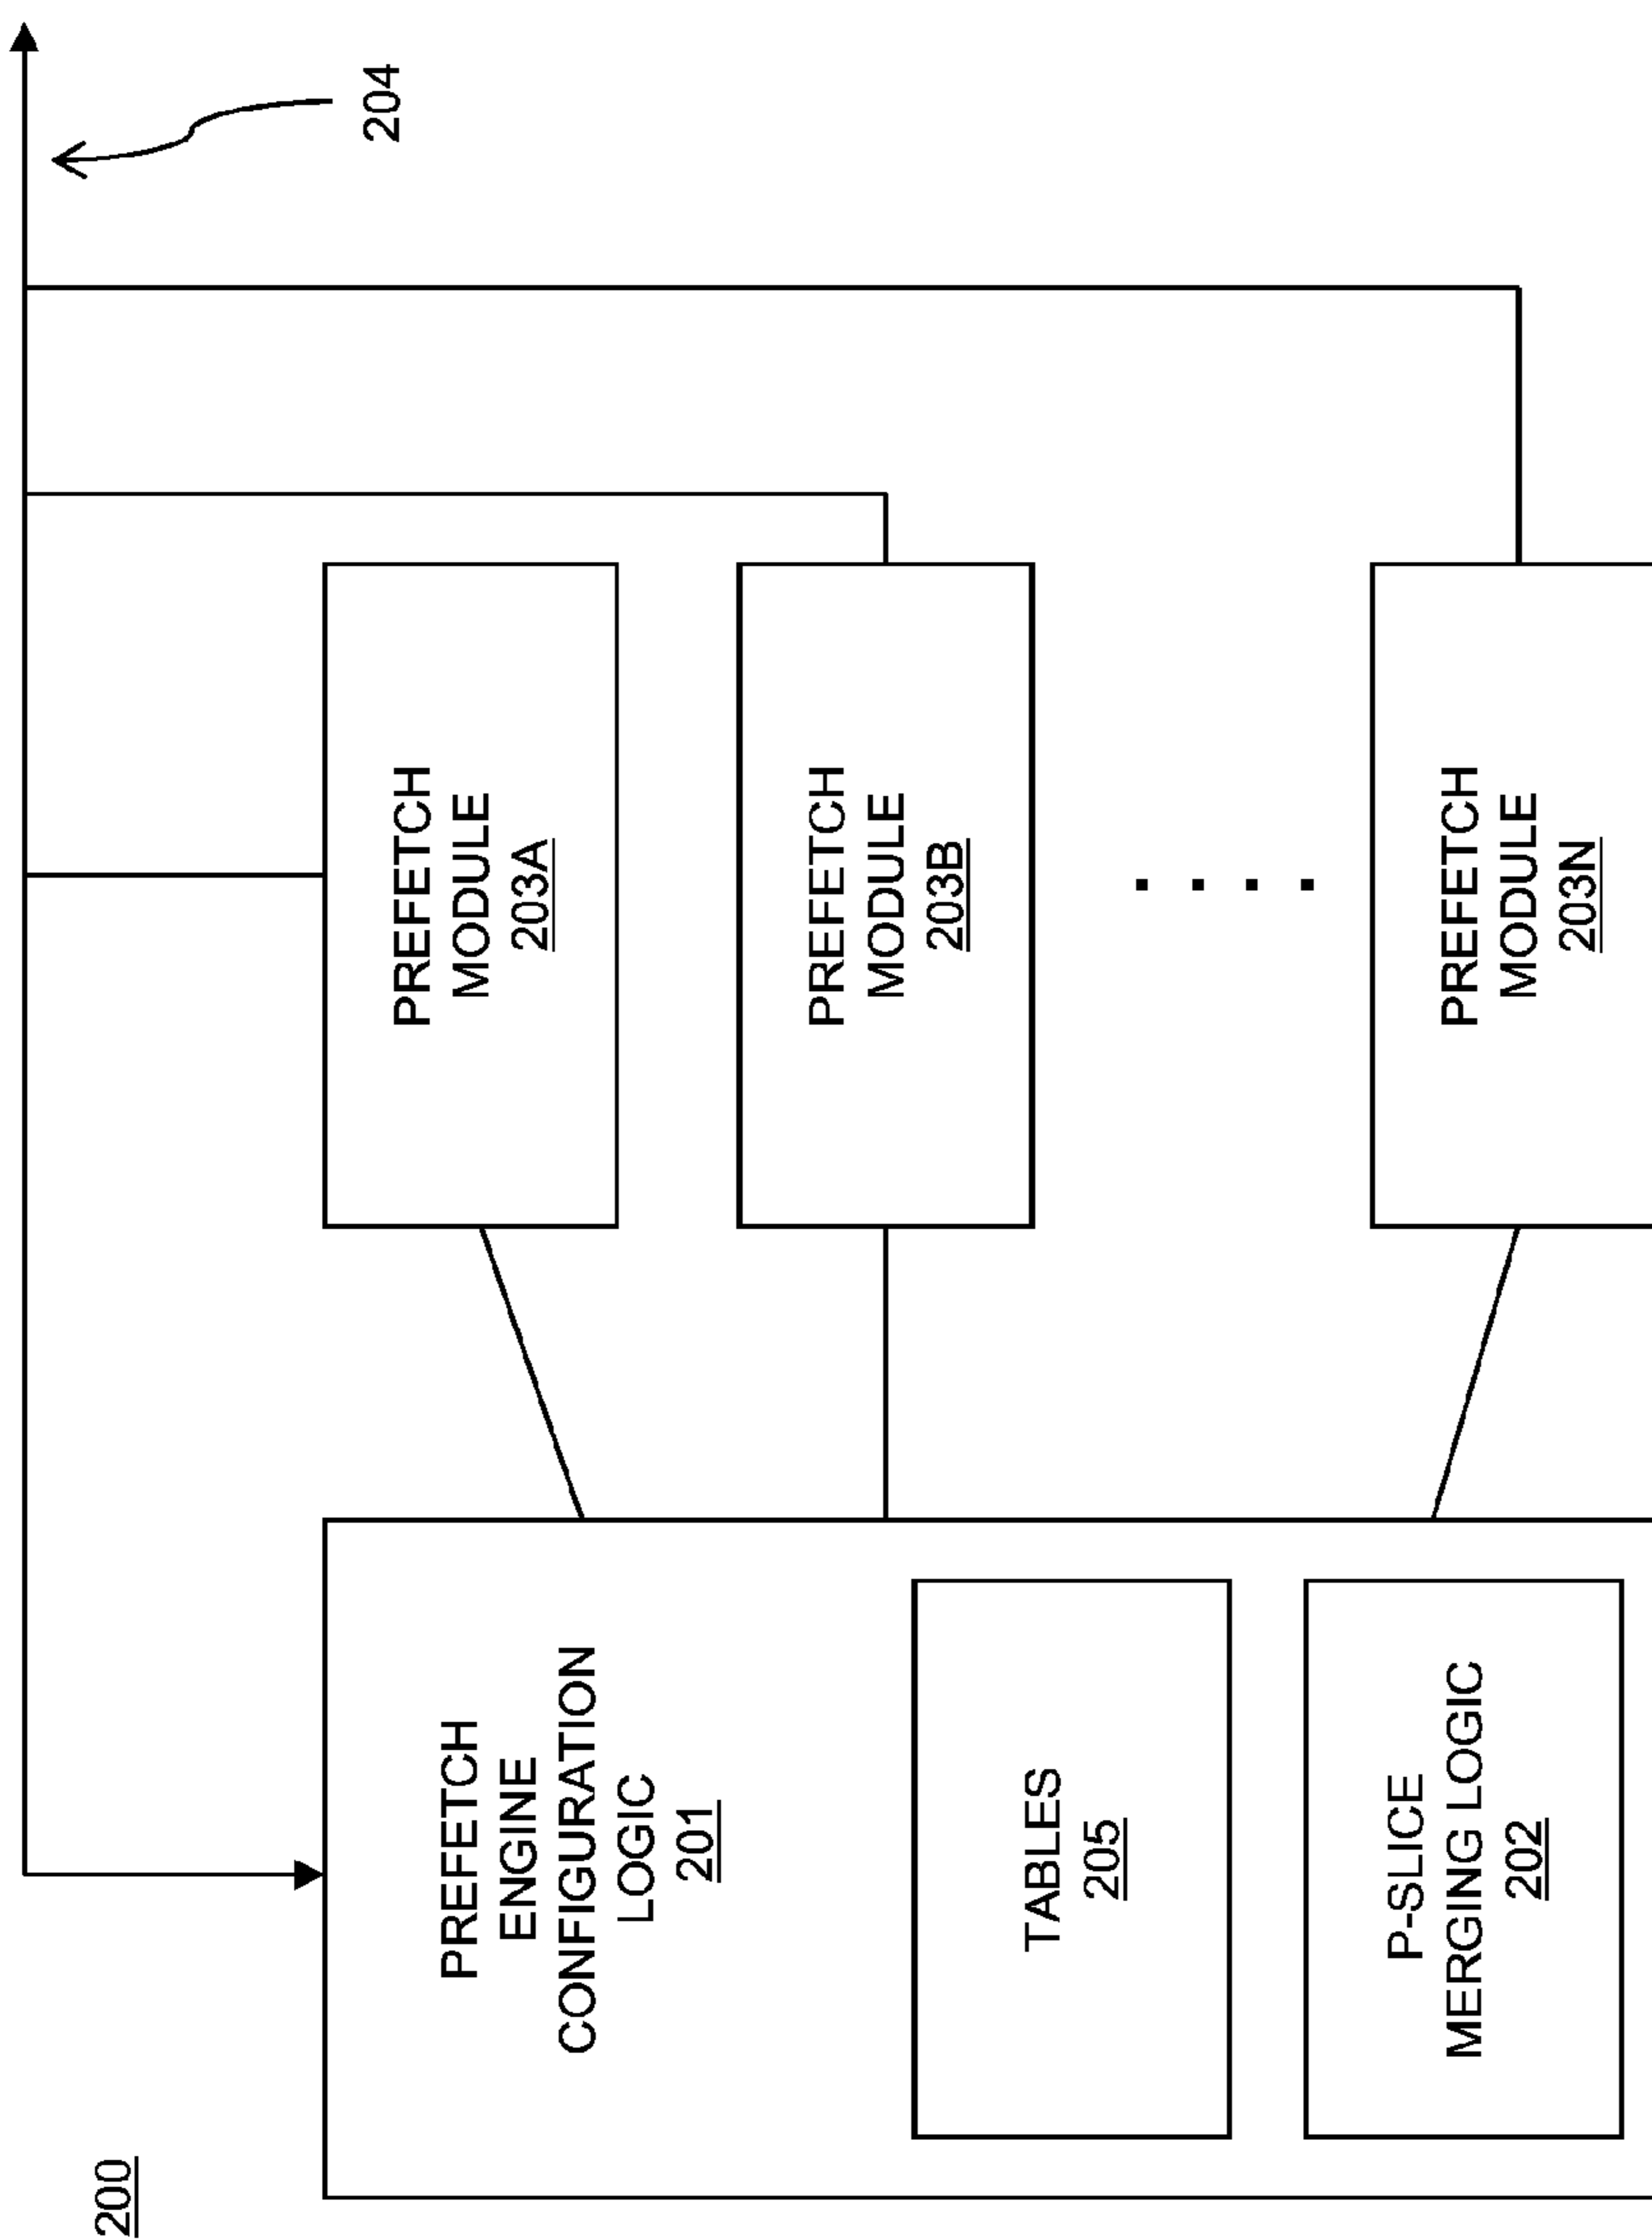 200
204
PREFETCH
ENGINE
CONFIGURATION
LOGIC
201
TABLES
205
P-SLICE
MERGING LOGIC
202
PREFETCH
MODULE
203A
PREFETCH
MODULE
203B
PREFETCH
MODULE
203N